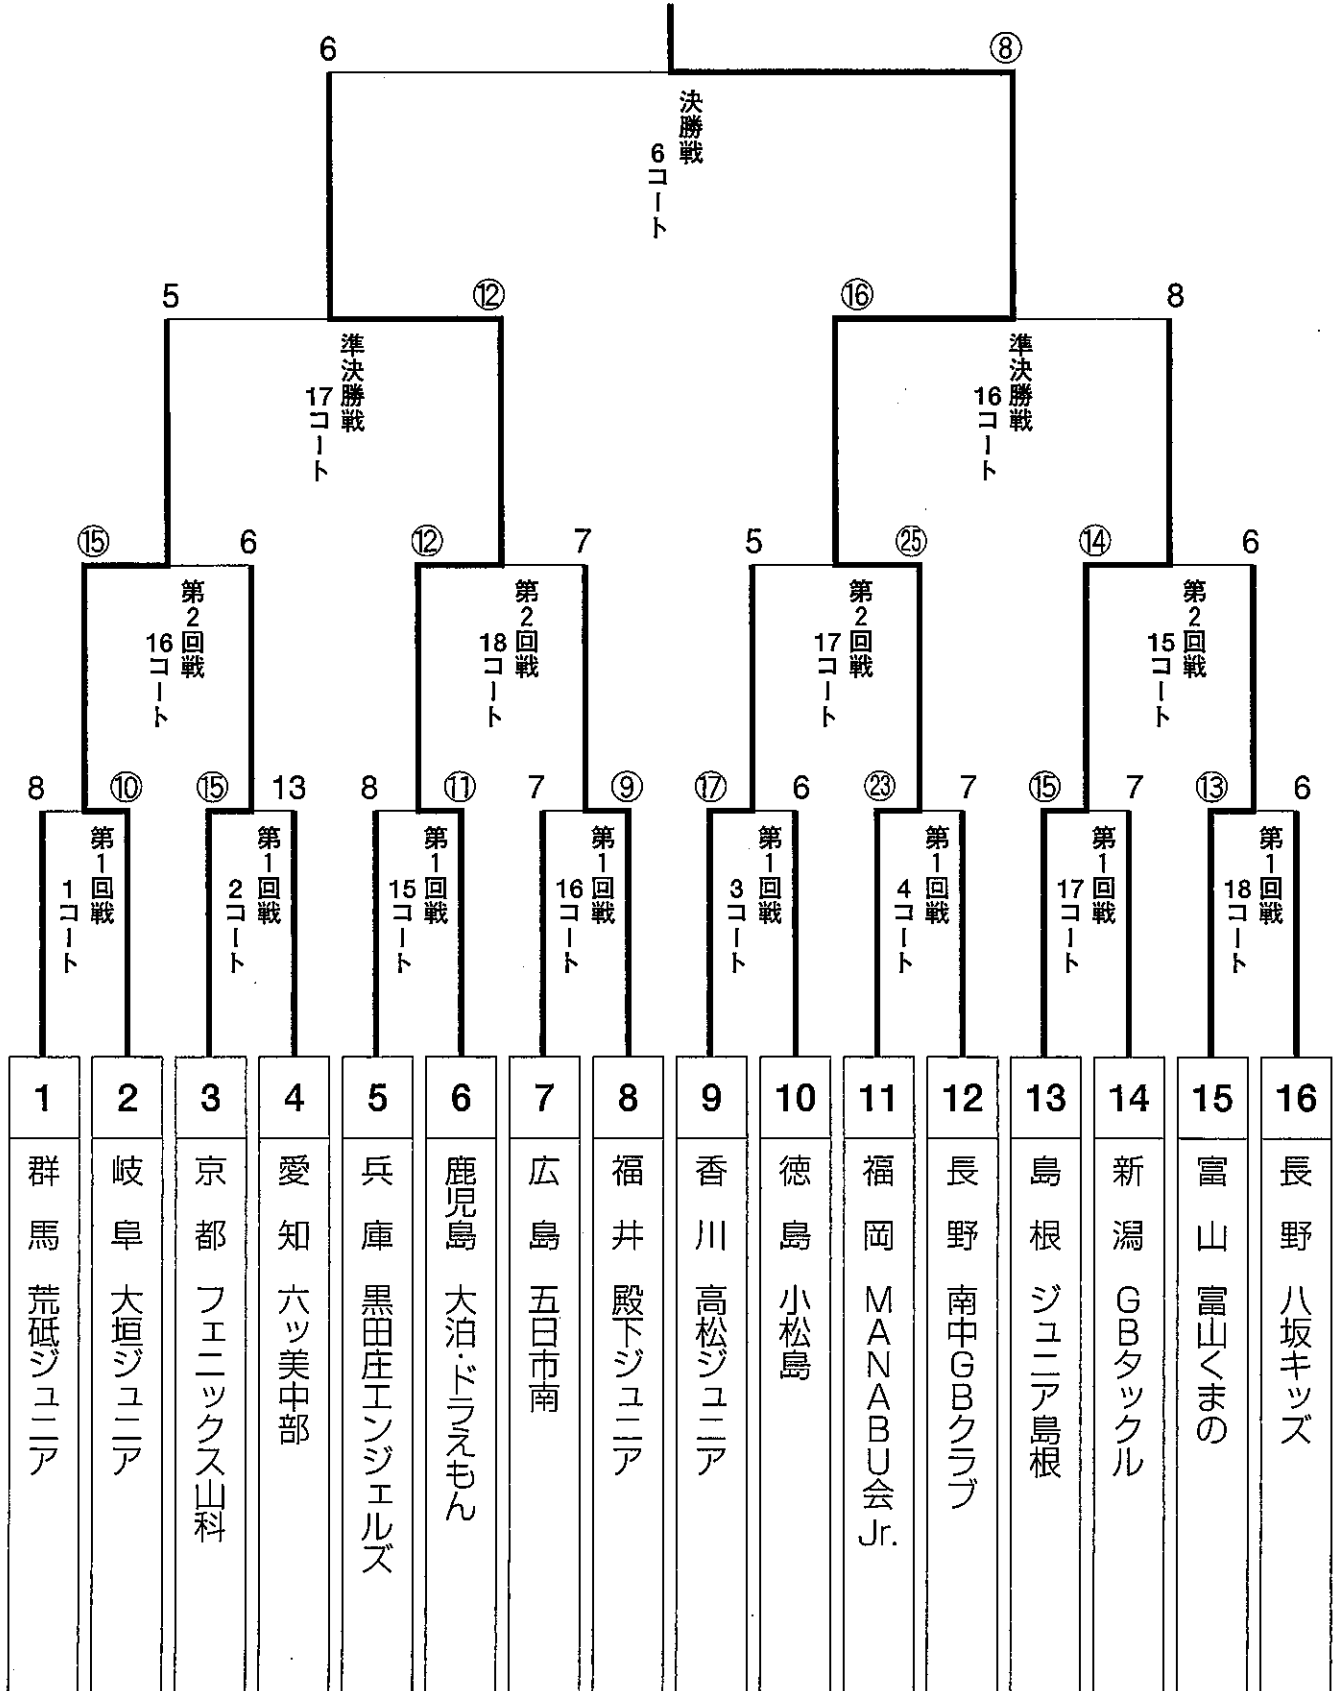 6 ⑧
決勝戦
6コート
5 ⑫ ⑯ 8
準決勝戦
17コート
準決勝戦
16コート
⑮ 6 ⑫ 7 5 ㉕ ⑭ 6
第2回戦
16コート
第2回戦
18コート
第2回戦
17コート
第2回戦
15コート
8 ⑩ ⑮ 13 8 ⑪ 7 ⑨ ⑰ 6 ㉓ 7 ⑮ 7 ⑬ 6
第1回戦
1コート
第1回戦
2コート
第1回戦
15コート
第1回戦
16コート
第1回戦
3コート
第1回戦
4コート
第1回戦
17コート
第1回戦
18コート
1 群馬 荒砥ジュニア
2 岐阜 大垣ジュニア
3 京都 フェニックス山科
4 愛知 六ツ美中部
5 兵庫 黒田庄エンジェルズ
6 鹿児島 大泊・ドラえもん
7 広島 五日市南
8 福井 殿下ジュニア
9 香川 高松ジュニア
10 徳島 小松島
11 福岡 MANABU会Jr.
12 長野 南中GBクラブ
13 島根 ジュニア島根
14 新潟 GBタックル
15 富山 富山くまの
16 長野 八坂キッズ